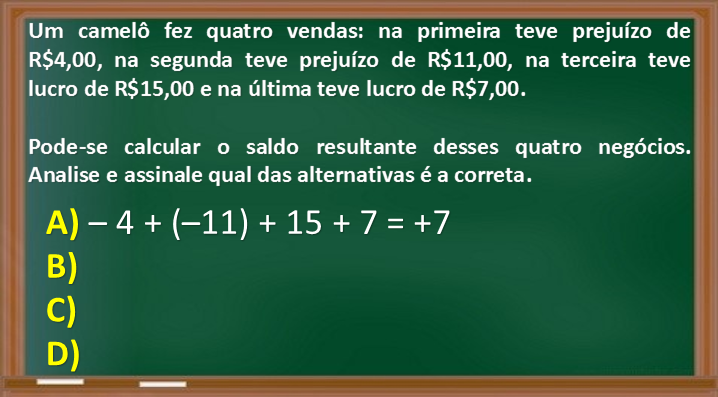 Um camelô fez quatro vendas: na primeira teve prejuízo de
R$4,00, na segunda teve prejuízo de R$11,00, na terceira teve
lucro de R$15,00 e na última teve lucro de R$7,00.
Pode-se calcular o saldo resultante desses quatro negócios.
Analise e assinale qual das alternativas é a correta.
A) – 4 + (–11) + 15 + 7 = +7
B)
C)
D)